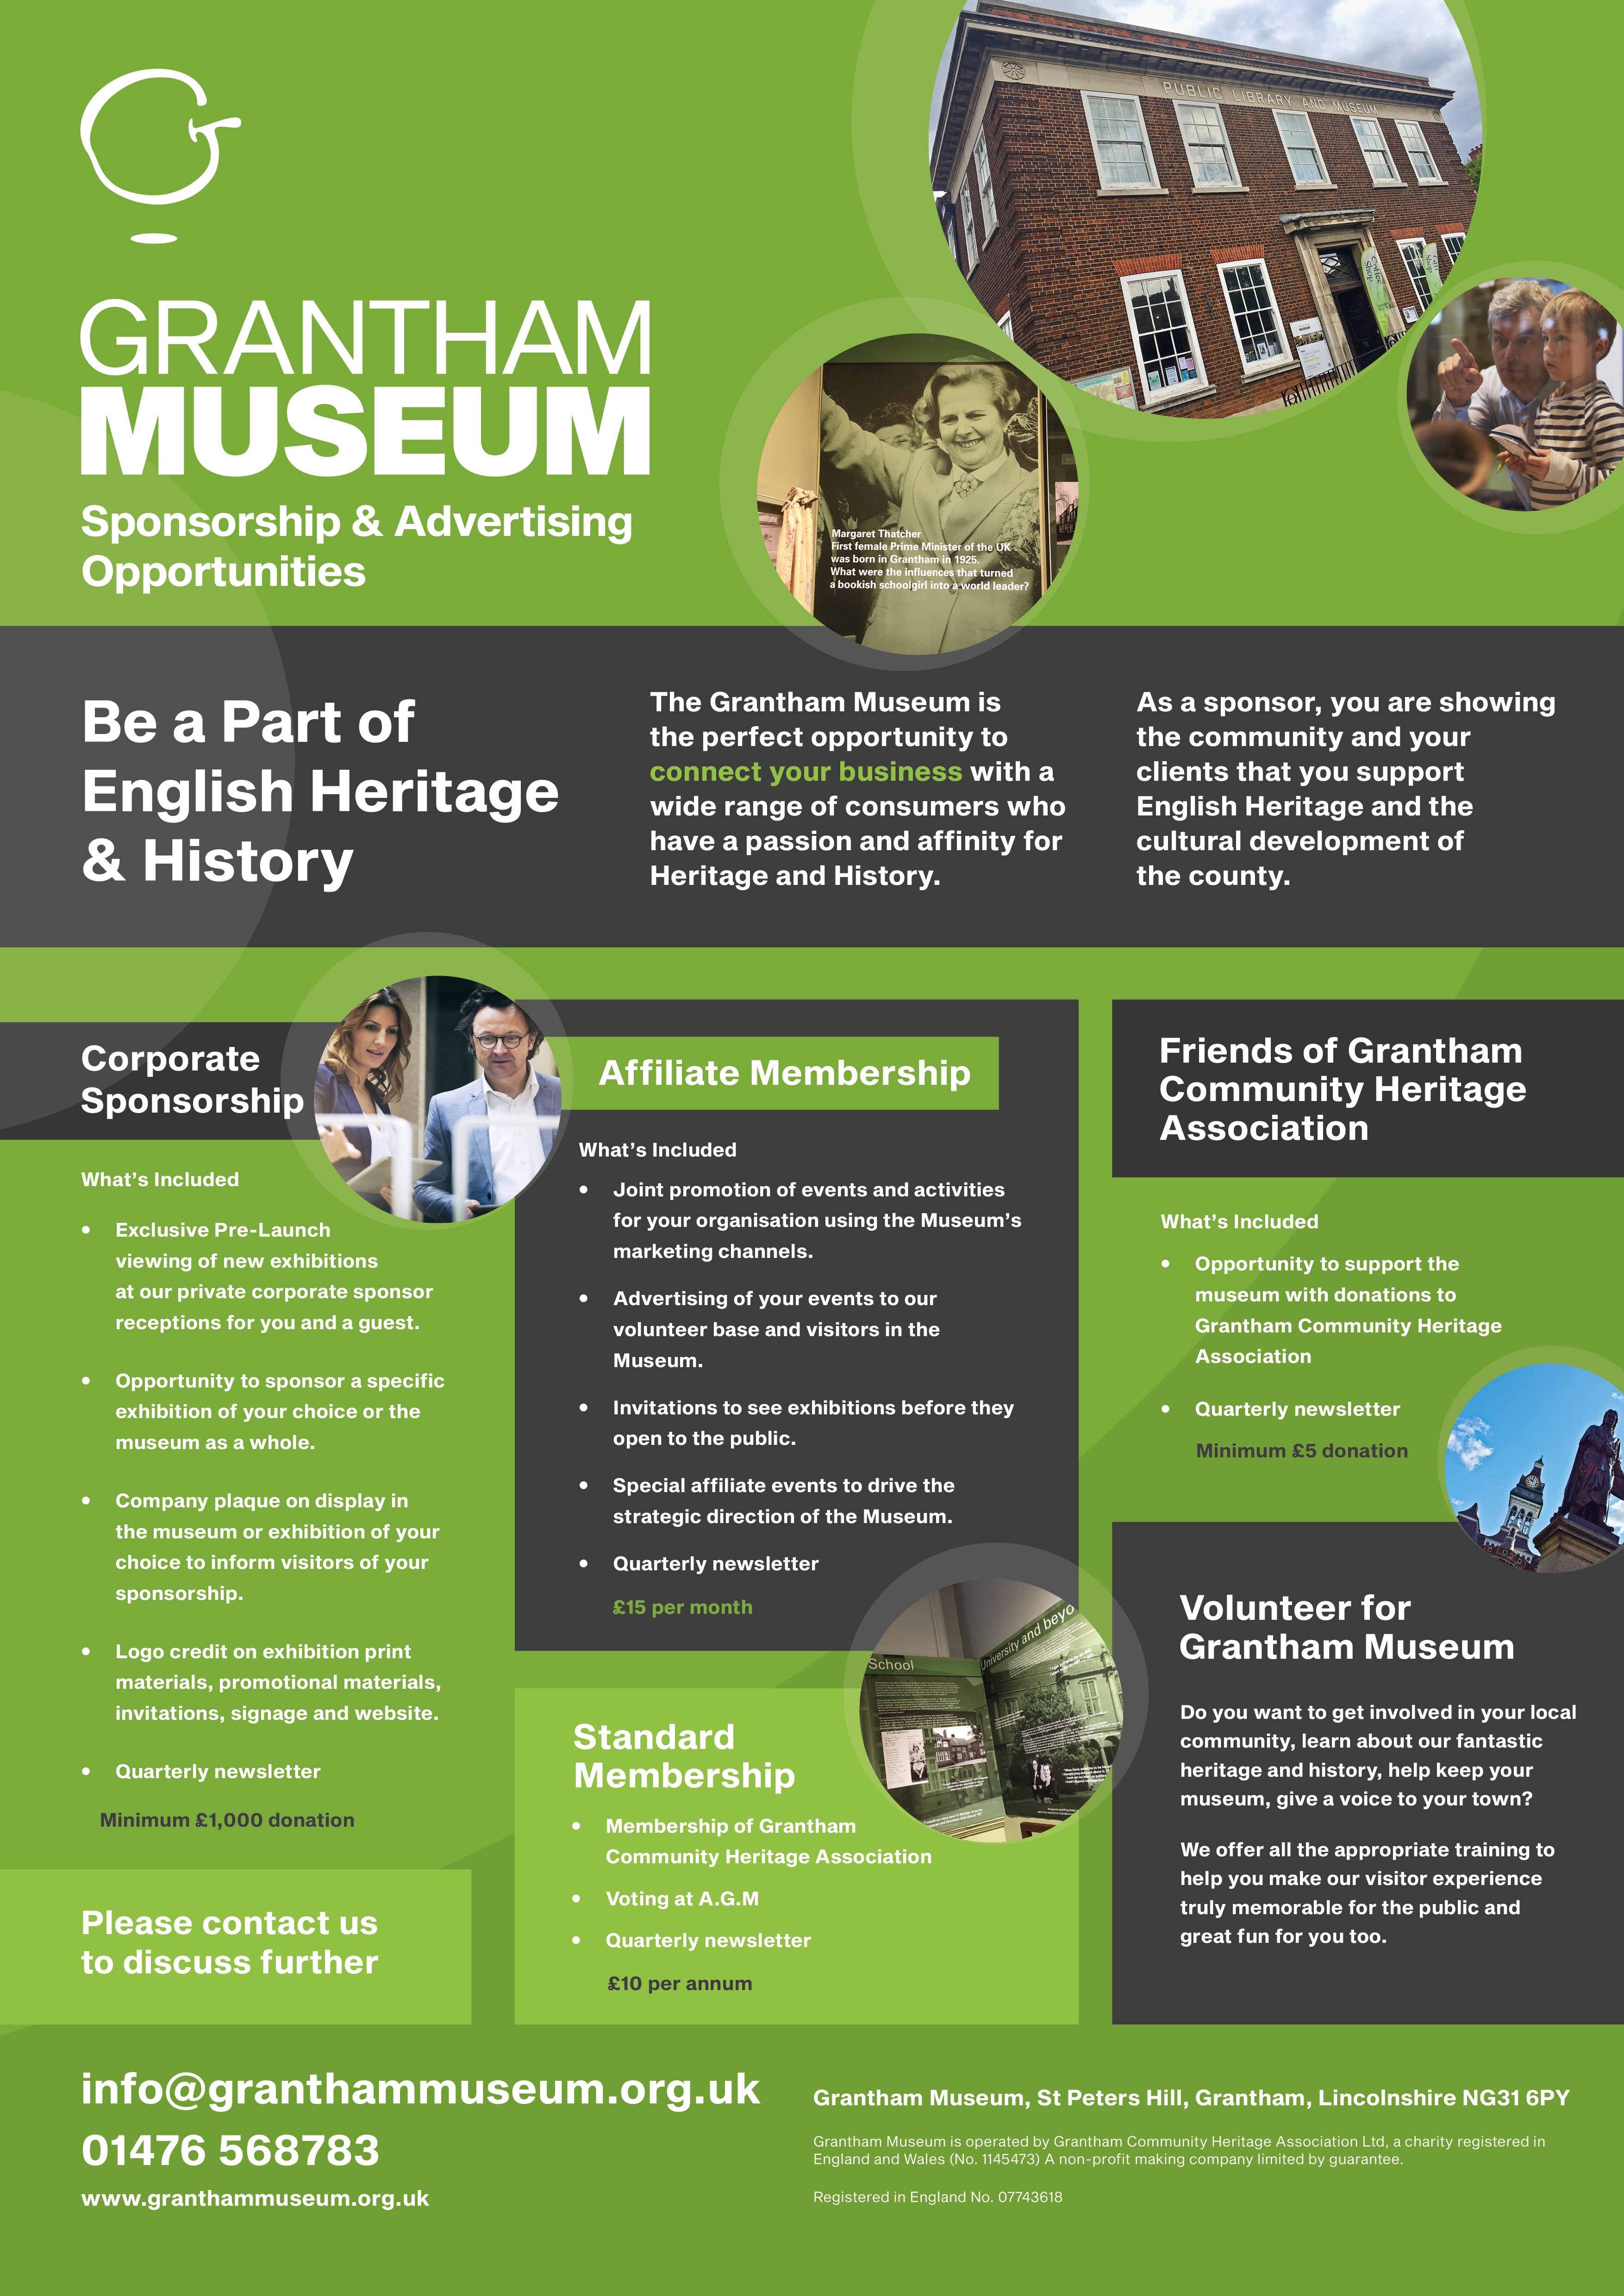 PUBLIC LIBRARY AND MUSEUM
GRANTHAM
MUSEUM
Sponsorship & Advertising
Opportunities
Margaret Thatcher
First female Prime Minister of the UK
was born in Grantham in 1925.
What were the influences that turned
a bookish schoolgirl into a world leader?
Be a Part of
English Heritage
& History
The Grantham Museum is
the perfect opportunity to
connect your business with a
wide range of consumers who
have a passion and affinity for
Heritage and History.
As a sponsor, you are showing
the community and your
clients that you support
English Heritage and the
cultural development of
the county.
Corporate
Sponsorship
What's Included
• Exclusive Pre-Launch
viewing of new exhibitions
at our private corporate sponsor
receptions for you and a guest.
• Opportunity to sponsor a specific
exhibition of your choice or the
museum as a whole.
• Company plaque on display in
the museum or exhibition of your
choice to inform visitors of your
sponsorship.
• Logo credit on exhibition print
materials, promotional materials,
invitations, signage and website.
• Quarterly newsletter
Minimum £1,000 donation
Please contact us
to discuss further
Affiliate Membership
What's Included
• Joint promotion of events and activities
for your organisation using the Museum's
marketing channels.
• Advertising of your events to our
volunteer base and visitors in the
Museum.
• Invitations to see exhibitions before they
open to the public.
• Special affiliate events to drive the
strategic direction of the Museum.
• Quarterly newsletter
£15 per month
School
University and beyo
Standard
Membership
• Membership of Grantham
Community Heritage Association
• Voting at A.G.M
• Quarterly newsletter
£10 per annum
Friends of Grantham
Community Heritage
Association
What's Included
• Opportunity to support the
museum with donations to
Grantham Community Heritage
Association
• Quarterly newsletter
Minimum £5 donation
Volunteer for
Grantham Museum
Do you want to get involved in your local
community, learn about our fantastic
heritage and history, help keep your
museum, give a voice to your town?
We offer all the appropriate training to
help you make our visitor experience
truly memorable for the public and
great fun for you too.
info@granthammuseum.org.uk
01476 568783
www.granthammuseum.org.uk
Grantham Museum, St Peters Hill, Grantham, Lincolnshire NG31 6PY
Grantham Museum is operated by Grantham Community Heritage Association Ltd, a charity registered in
England and Wales (No. 1145473) A non-profit making company limited by guarantee.
Registered in England No. 07743618